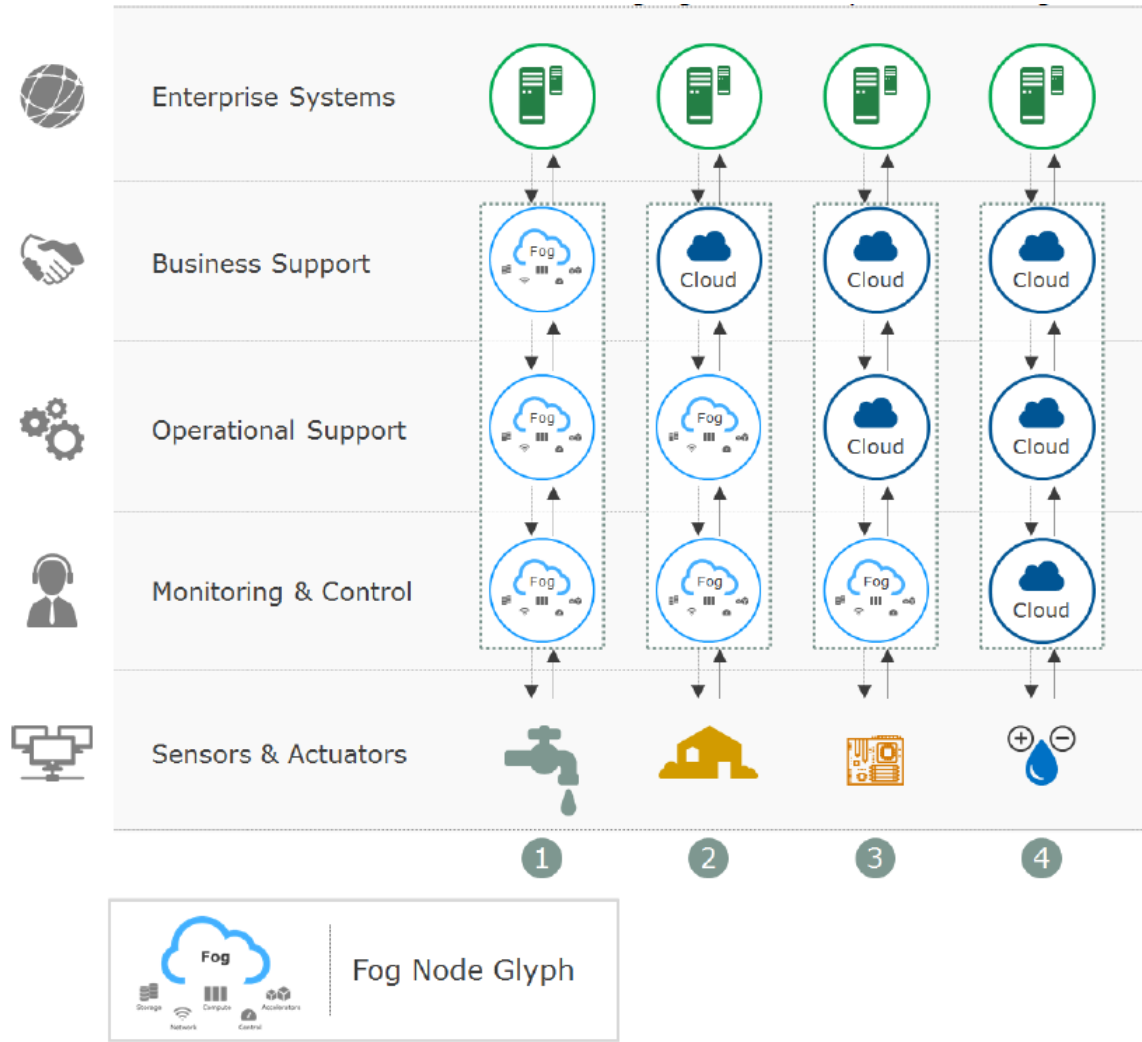 Enterprise Systems
Business Support
Fog
Cloud
Cloud
Cloud
Operational Support
Fog
Fog
Cloud
Cloud
Monitoring & Control
Fog
Fog
Fog
Cloud
Sensors & Actuators
1 2 3 4
Fog
Storage
Compute
Accelerators
Network
Control
Fog Node Glyph